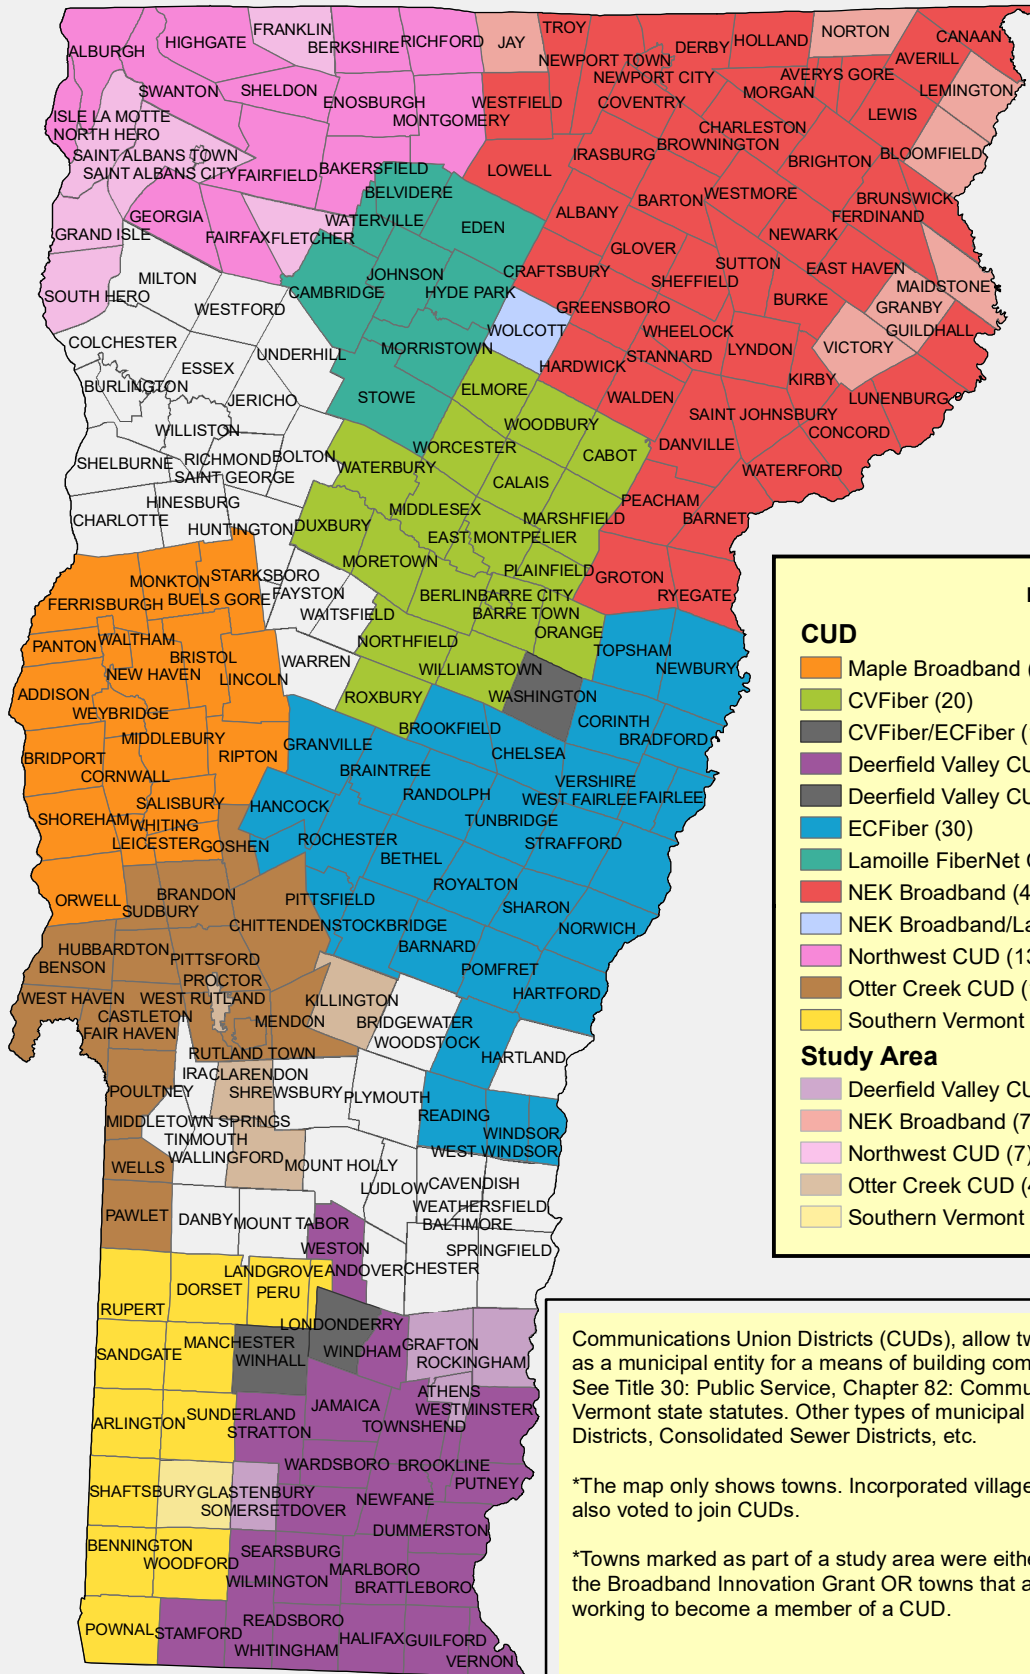 ALBURGH
HIGHGATE
FRANKLIN
BERKSHIRE
RICHFORD
JAY
TROY
NEWPORT TOWN
DERBY
HOLLAND
NORTON
CANAAN
AVERILL
NEWPORT CITY
AVERYS GORE
LEMINGTON
SWANTON
SHELDON
ENOSBURGH
MONTGOMERY
WESTFIELD
COVENTRY
MORGAN
LEWIS
ISLE LA MOTTE
NORTH HERO
CHARLESTON
BROWNINGTON
BLOOMFIELD
SAINT ALBANS TOWN
SAINT ALBANS CITY
FAIRFIELD
BAKERSFIELD
LOWELL
IRASBURG
BRIGHTON
BELVIDERE
BARTON
WESTMORE
BRUNSWICK
FERDINAND
GEORGIA
WATERVILLE
EDEN
ALBANY
NEWARK
GRAND ISLE
FAIRFAX
FLETCHER
GLOVER
SUTTON
EAST HAVEN
MILTON
JOHNSON
CRAFTSBURY
SHEFFIELD
MAIDSTONE
SOUTH HERO
CAMBRIDGE
HYDE PARK
BURKE
GRANBY
WESTFORD
GREENSBORO
GUILDHALL
COLCHESTER
UNDERHILL
MORRISTOWN
WOLCOTT
WHEELOCK
LYNDON
VICTORY
ESSEX
HARDWICK
STANNARD
KIRBY
BURLINGTON
JERICHO
STOWE
ELMORE
WALDEN
LUNENBURG
WILLISTON
WOODBURY
SAINT JOHNSBURY
CONCORD
SHELBURNE
RICHMOND
BOLTON
WORCESTER
CABOT
DANVILLE
SAINT GEORGE
WATERBURY
CALAIS
WATERFORD
HINESBURG
MIDDLESEX
PEACHAM
CHARLOTTE
HUNTINGTON
DUXBURY
MARSHFIELD
BARNET
EAST MONTPELIER
MORETOWN
PLAINFIELD
GROTON
MONKTON
STARKSBORO
FERRISBURGH
BUELS GORE
FAYSTON
BERLIN
BARRE CITY
RYEGATE
WAITSFIELD
BARRE TOWN
PANTON
WALTHAM
NORTHFIELD
ORANGE
BRISTOL
WARREN
TOPSHAM
NEWBURY
NEW HAVEN
LINCOLN
WILLIAMSTOWN
ADDISON
ROXBURY
WASHINGTON
WEYBRIDGE
BROOKFIELD
CORINTH
MIDDLEBURY
GRANVILLE
CHELSEA
BRADFORD
BRIDPORT
RIPTON
CORNWALL
BRAINTREE
VERSHIRE
SALISBURY
HANCOCK
RANDOLPH
WEST FAIRLEE
FAIRLEE
SHOREHAM
WHITING
TUNBRIDGE
LEICESTER
GOSHEN
ROCHESTER
STRAFFORD
BETHEL
ORWELL
BRANDON
PITTSFIELD
ROYALTON
SUDBURY
SHARON
CHITTENDEN
STOCKBRIDGE
NORWICH
HUBBARDTON
BARNARD
BENSON
PITTSFORD
POMFRET
PROCTOR
HARTFORD
WEST HAVEN
WEST RUTLAND
KILLINGTON
CASTLETON
MENDON
BRIDGEWATER
FAIR HAVEN
WOODSTOCK
RUTLAND TOWN
HARTLAND
IRA
CLARENDON
POULTNEY
SHREWSBURY
PLYMOUTH
READING
MIDDLETOWN SPRINGS
WINDSOR
TINMOUTH
WEST WINDSOR
WELLS
WALLINGFORD
MOUNT HOLLY
LUDLOW
CAVENDISH
WEATHERSFIELD
PAWLET
DANBY
MOUNT TABOR
BALTIMORE
WESTON
SPRINGFIELD
LANDGROVE
ANDOVER
CHESTER
DORSET
PERU
RUPERT
LONDONDERRY
SANDGATE
MANCHESTER
WINHALL
WINDHAM
GRAFTON
ROCKINGHAM
ATHENS
ARLINGTON
SUNDERLAND
JAMAICA
WESTMINSTER
STRATTON
TOWNSHEND
WARDSBORO
BROOKLINE
SHAFTSBURY
GLASTENBURY
PUTNEY
SOMERSET
DOVER
NEWFANE
DUMMERSTON
BENNINGTON
WOODFORD
SEARSBURG
MARLBORO
WILMINGTON
BRATTLEBORO
POWNAL
STAMFORD
READSBORO
HALIFAX
GUILFORD
WHITINGHAM
VERNON
CUD
Maple Broadband (
CVFiber (20)
CVFiber/ECFiber (
Deerfield Valley CU
Deerfield Valley CU
ECFiber (30)
Lamoille FiberNet C
NEK Broadband (4
NEK Broadband/La
Northwest CUD (13
Otter Creek CUD (
Southern Vermont
Study Area
Deerfield Valley CU
NEK Broadband (7
Northwest CUD (7)
Otter Creek CUD (4
Southern Vermont
Communications Union Districts (CUDs), allow tw
as a municipal entity for a means of building com
See Title 30: Public Service, Chapter 82: Commu
Vermont state statutes. Other types of municipal
Districts, Consolidated Sewer Districts, etc.
*The map only shows towns. Incorporated village
also voted to join CUDs.
*Towns marked as part of a study area were eithe
the Broadband Innovation Grant OR towns that a
working to become a member of a CUD.